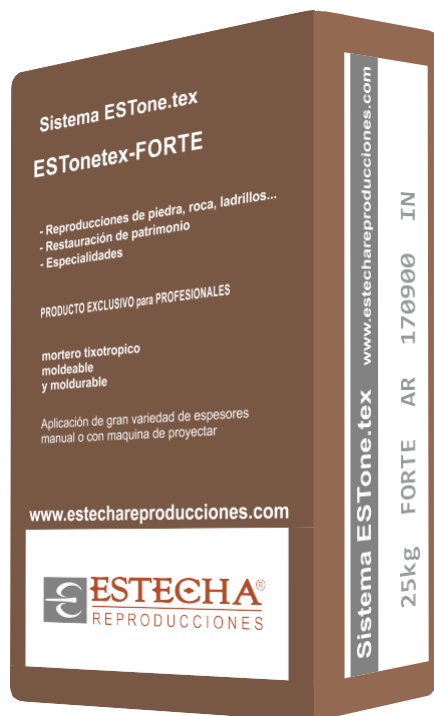 Sistema ESTone.tex
ESTonetex-FORTE
- Reproducciones de piedra, roca, ladrillos...
- Restauración de patrimonio
- Especialidades
PRODUCTO EXCLUSIVO para PROFESIONALES
mortero tixotropico
moldeable
y moldurable
Aplicación de gran variedad de espesores
manual o con maquina de proyectar
www.estechareproducciones.com
ESTECHA®
REPRODUCCIONES
Sistema ESTone.tex www.estechareproducciones.com
25kg FORTE AR 170900 IN